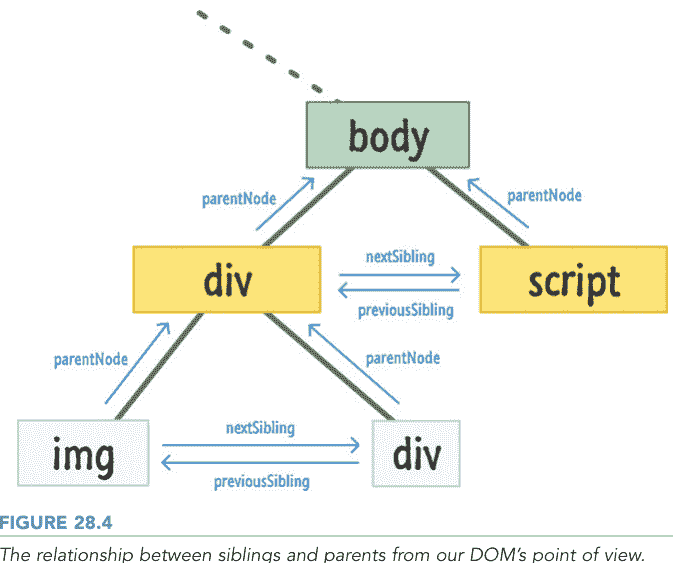 body
parentNode
parentNode
div
nextSibling
previousSibling
script
parentNode
parentNode
img
nextSibling
previousSibling
div
FIGURE 28.4
The relationship between siblings and parents from our DOM's point of view.